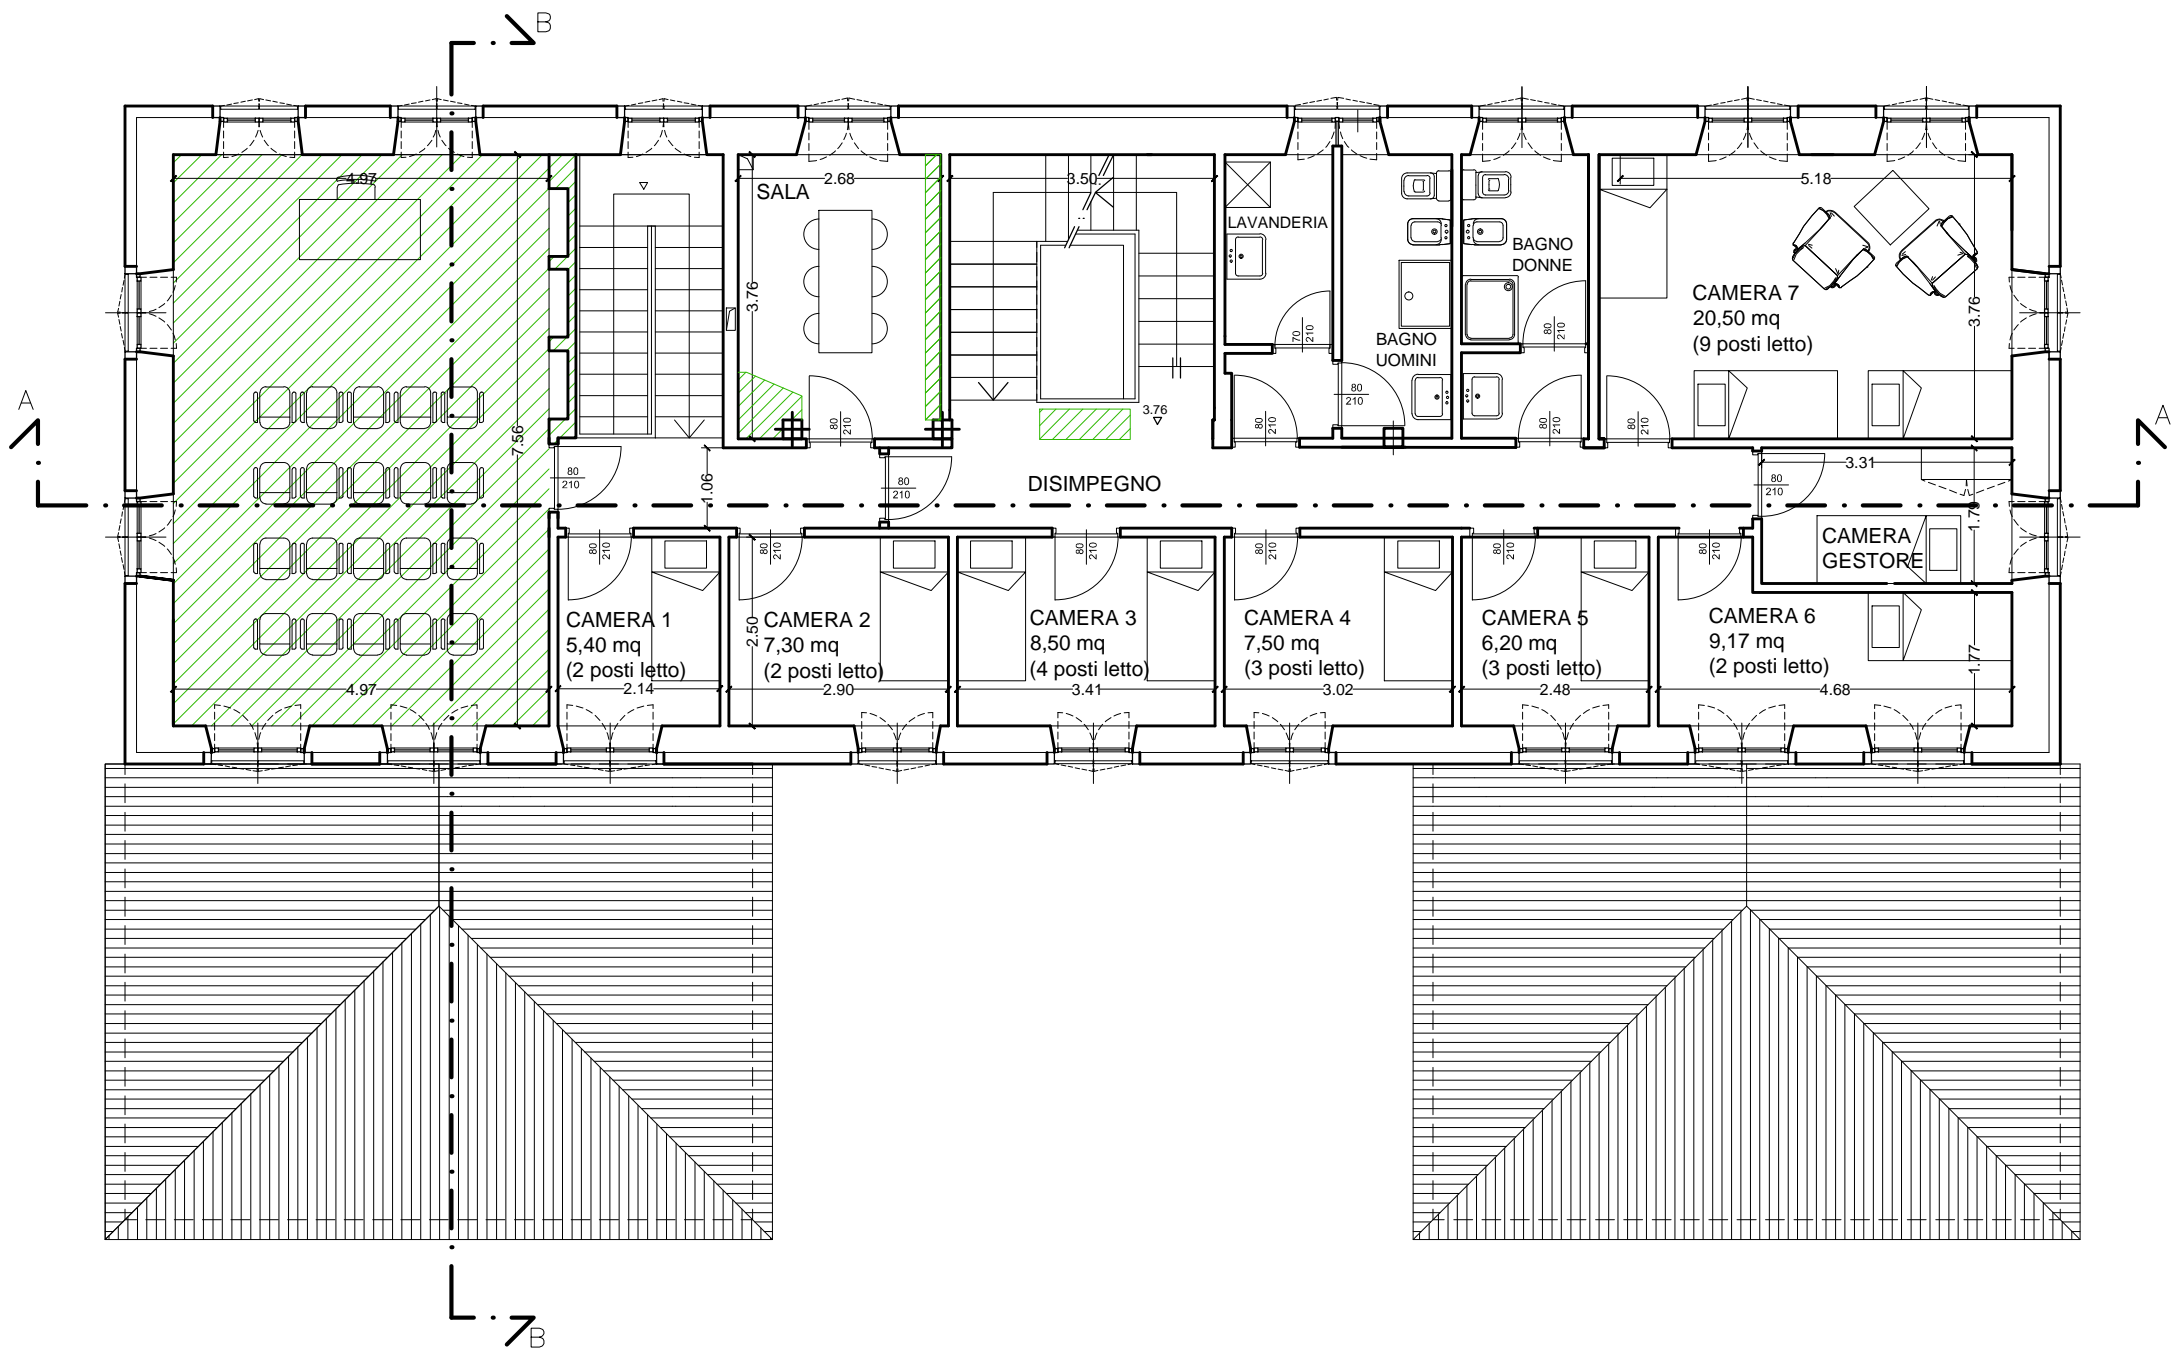 B
4.97
SALA
2.68
3.50
LAVANDERIA
BAGNO
DONNE
5.18
CAMERA 7
20,50 mq
(9 posti letto)
3.76
3.76
BAGNO
UOMINI
70
210
80
210
80
210
80
210
80
210
80
210
80
210
80
210
3.76
A
A
7.56
80
210
1.06
80
210
DISIMPEGNO
80
210
3.31
1.79
CAMERA
GESTORE
80
210
80
210
80
210
80
210
80
210
80
210
CAMERA 1
5,40 mq
(2 posti letto)
2.50
CAMERA 2
7,30 mq
(2 posti letto)
CAMERA 3
8,50 mq
(4 posti letto)
CAMERA 4
7,50 mq
(3 posti letto)
CAMERA 5
6,20 mq
(3 posti letto)
CAMERA 6
9,17 mq
(2 posti letto)
1.77
4.97
2.14
2.90
3.41
3.02
2.48
4.68
B